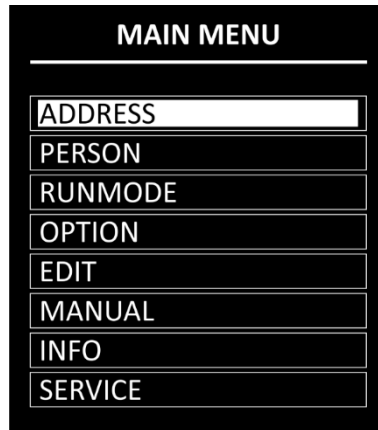 MAIN MENU
ADDRESS
PERSON
RUNMODE
OPTION
EDIT
MANUAL
INFO
SERVICE